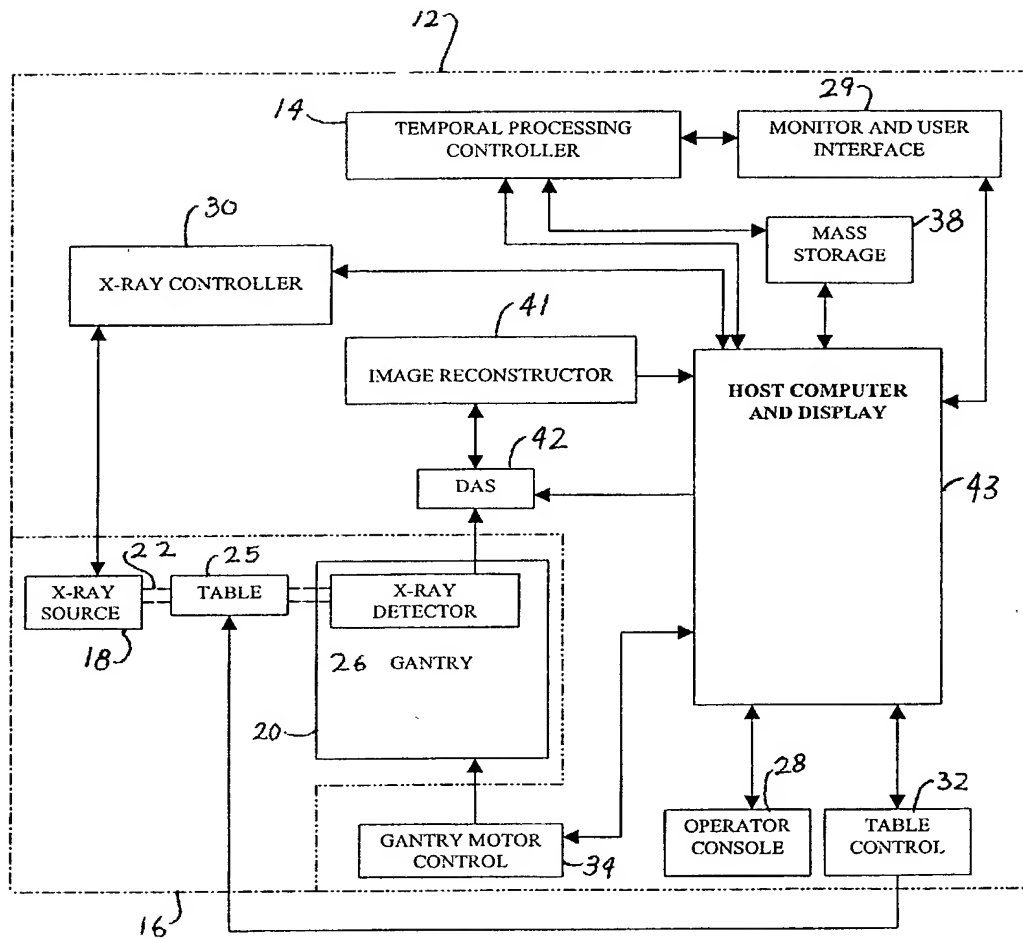 12
14
TEMPORAL PROCESSING
CONTROLLER
29
MONITOR AND USER
INTERFACE
30
X-RAY CONTROLLER
MASS
STORAGE
38
41
IMAGE RECONSTRUCTOR
HOST COMPUTER
AND DISPLAY
42
DAS
43
22
25
X-RAY
SOURCE
TABLE
X-RAY
DETECTOR
18
26
GANTRY
20
28
32
GANTRY MOTOR
CONTROL
34
OPERATOR
CONSOLE
TABLE
CONTROL
16